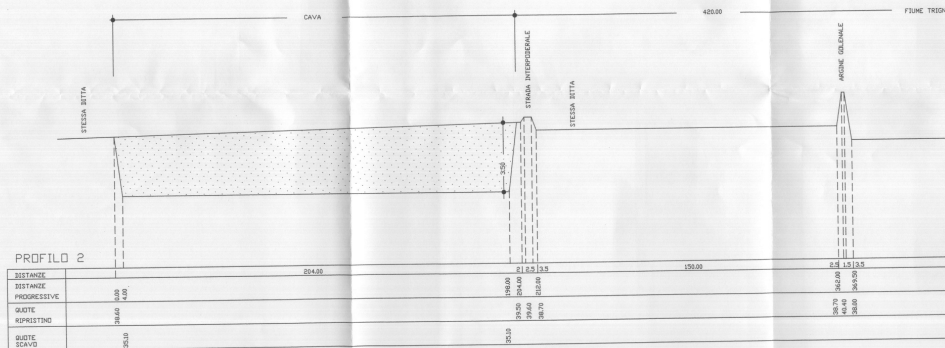 CAVA
420.00
FIUME TRIGN
STESSA DITTA
STRADA INTERPODERALE
STESSA DITTA
ARGINE GOLENALE
3.50
PROFILO 2
DISTANZE 204.00 2 2.5 3.5 150.00 2.5 1.5 3.5
DISTANZE
PROGRESSIVE 0.00 4.00 198.00 204.00 212.00 362.00 369.50
QUOTE
RIPRISTINO 38.60 39.50 39.60 38.70 38.70 40.40 38.00
QUOTE
SCAVO 35.10 35.10